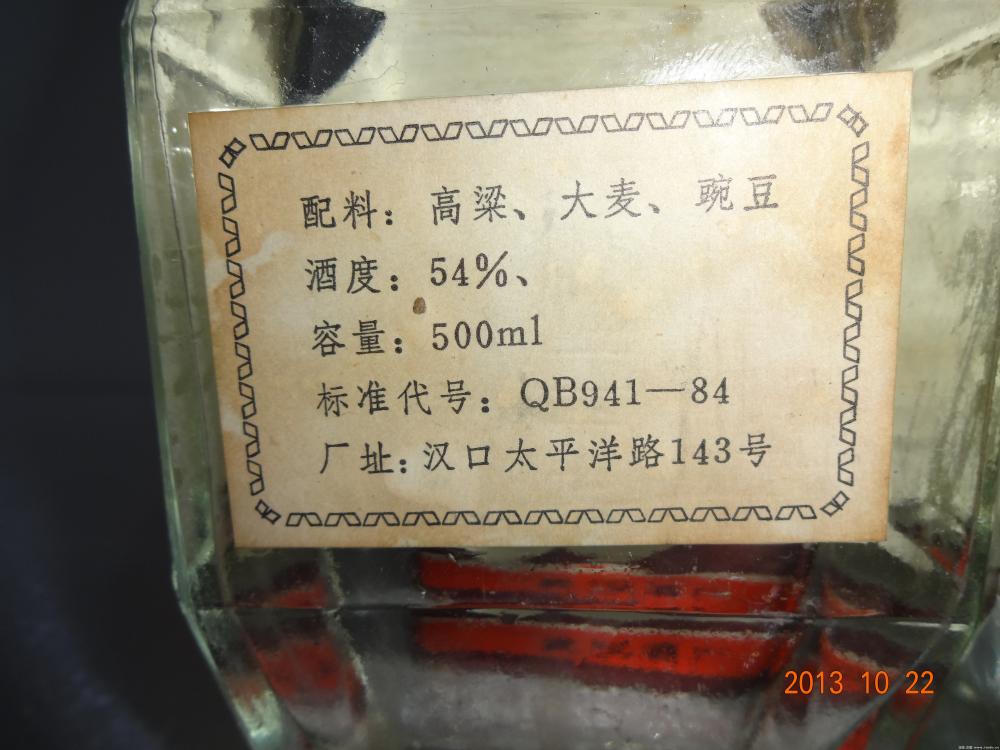 配料：高粱、大麦、豌豆
酒度：54%、
容量：500ml
标准代号：QB941—84
厂址：汉口太平洋路143号
2013 10 22